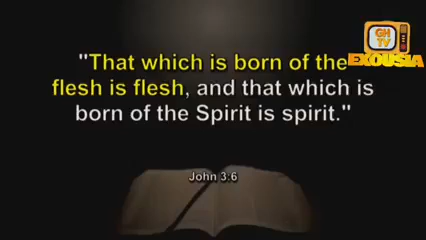 "That which is born of the
flesh is flesh, and that which is
born of the Spirit is spirit."
John 3:6
GH
TV
EXOUSIA